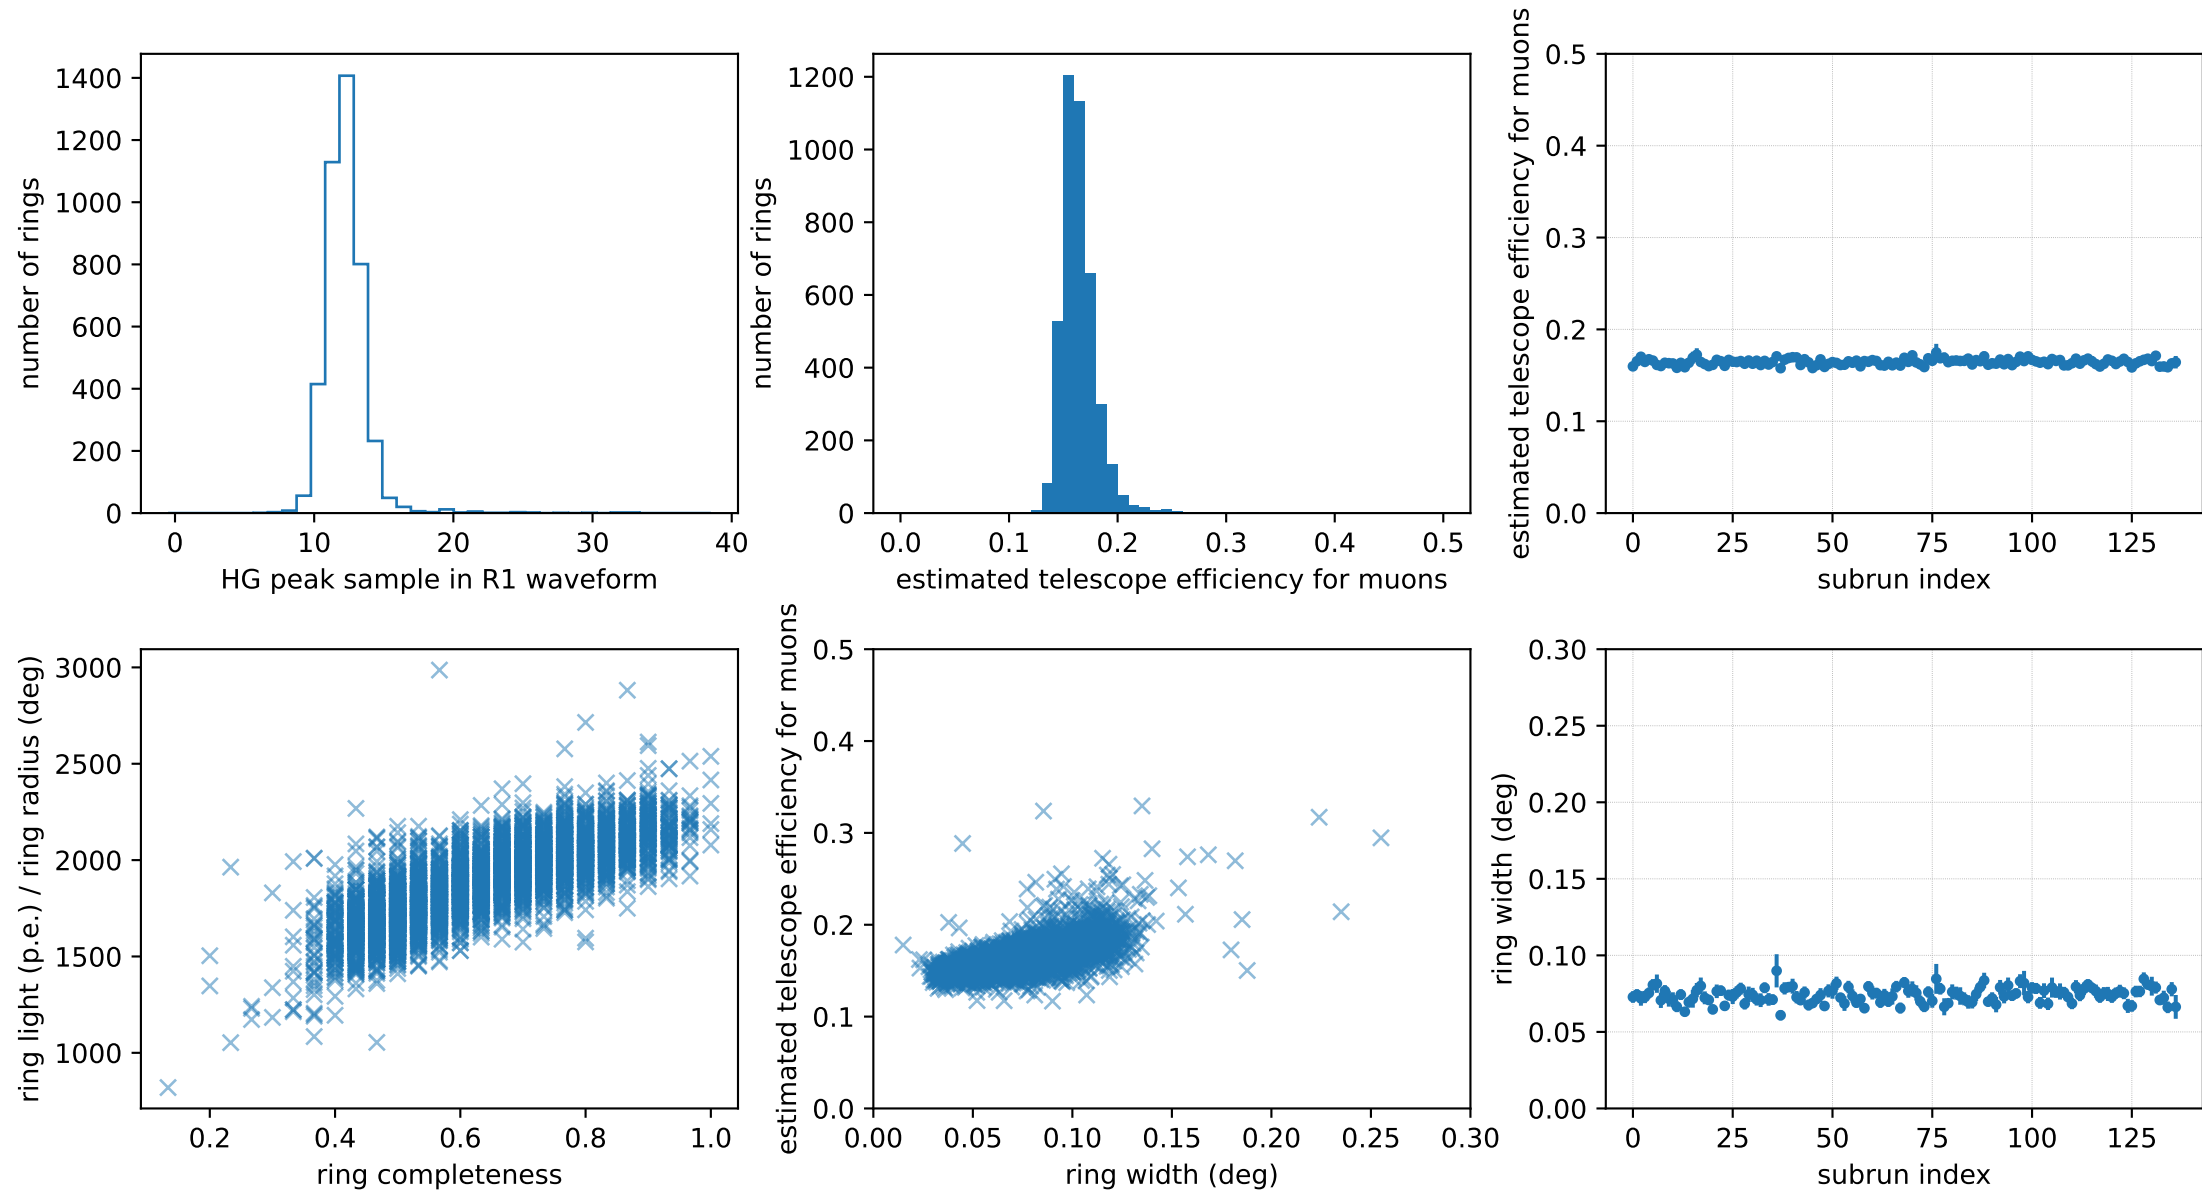 1400
1200
1000
800
600
400
200
0
number of rings
0 10 20 30 40
HG peak sample in R1 waveform
1200
1000
800
600
400
200
0
number of rings
0.0 0.1 0.2 0.3 0.4 0.5
estimated telescope efficiency for muons
0.5
0.4
0.3
0.2
0.1
0.0
estimated telescope efficiency for muons
0 25 50 75 100 125
subrun index
3000
2500
2000
1500
1000
ring light (p.e.) / ring radius (deg)
0.2 0.4 0.6 0.8 1.0
ring completeness
0.5
0.4
0.3
0.2
0.1
0.0
estimated telescope efficiency for muons
0.00 0.05 0.10 0.15 0.20 0.25 0.30
ring width (deg)
0.30
0.25
0.20
0.15
0.10
0.05
0.00
ring width (deg)
0 25 50 75 100 125
subrun index